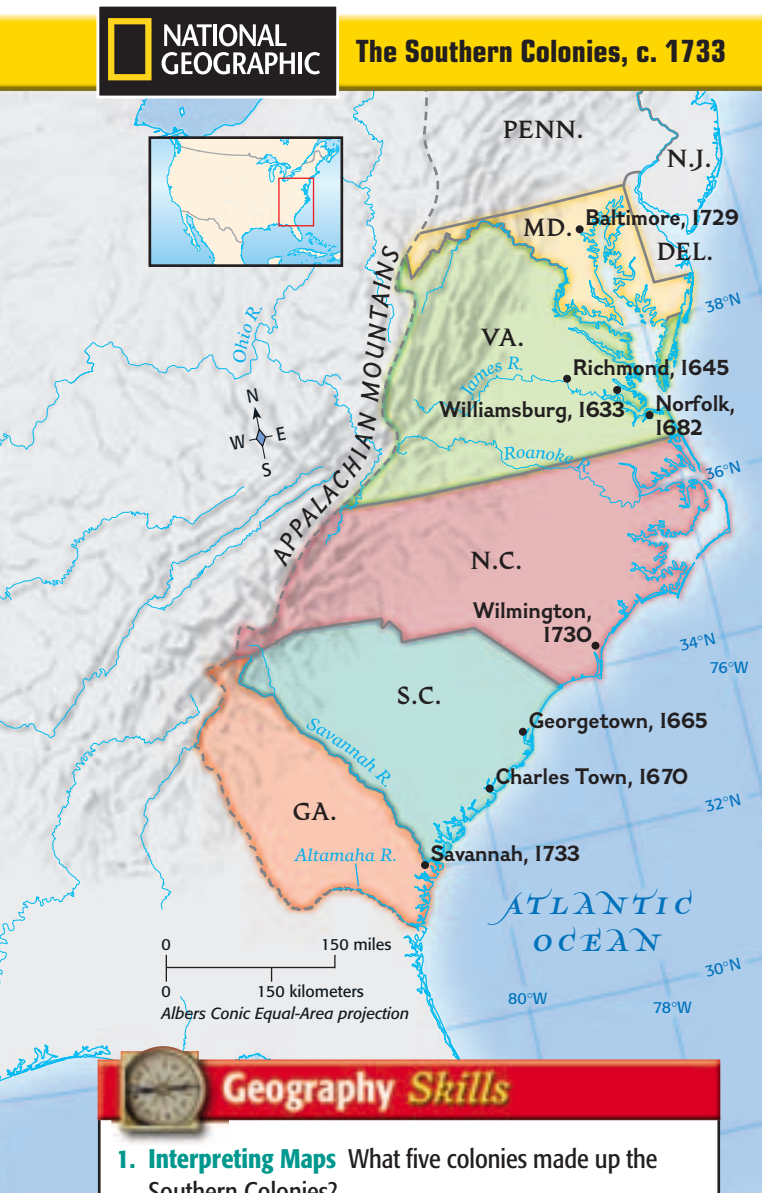 NATIONAL
GEOGRAPHIC
The Southern Colonies, c. 1733
PENN.
N.J.
MD.
Baltimore, 1729
DEL.
38°N
APPALACHIAN MOUNTAINS
Ohio R.
VA.
James R.
Richmond, 1645
Williamsburg, 1633
Norfolk,
1682
N
W
E
S
Roanoke R.
36°N
N.C.
Wilmington,
1730
34°N
76°W
S.C.
Georgetown, 1665
Savannah R.
Charles Town, 1670
32°N
GA.
Altamaha R.
Savannah, 1733
ATLANTIC
OCEAN
0
150 miles
0
150 kilometers
Albers Conic Equal-Area projection
30°N
80°W
78°W
Geography Skills
1. Interpreting Maps What five colonies made up the
Southern Colonies?